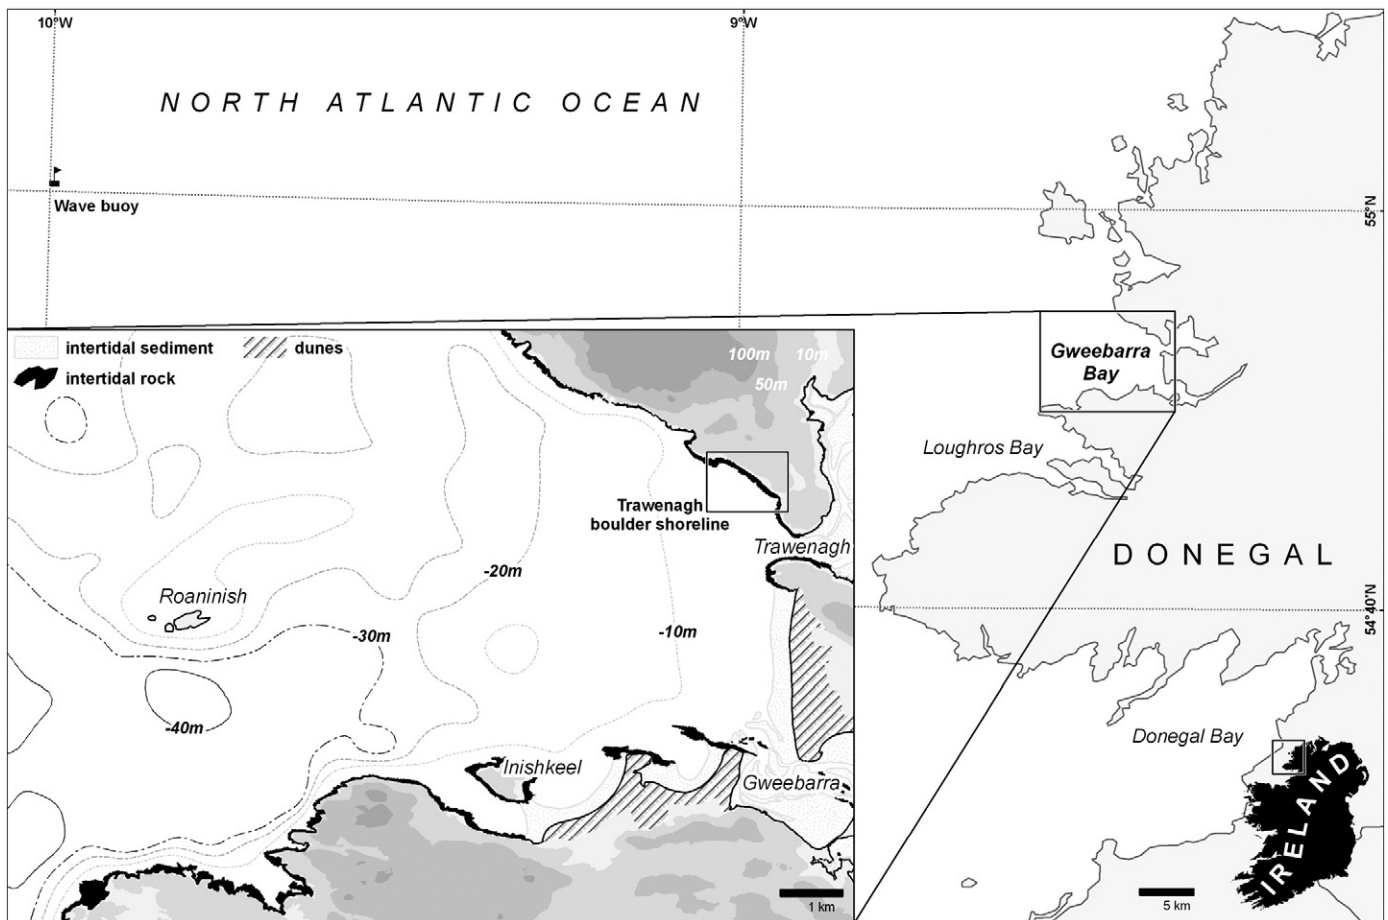 10°W
9°W
NORTH ATLANTIC OCEAN
Wave buoy
55°N
intertidal sediment
dunes
intertidal rock
100m 10m
50m
Gweebarra
Bay
Loughros Bay
Trawenagh
boulder shoreline
Trawenagh
DONEGAL
-20m
Roaninish
-30m
-10m
54°40'N
-40m
Donegal Bay
Inishkeel
Gweebarra
IRELAND
1 km
5 km